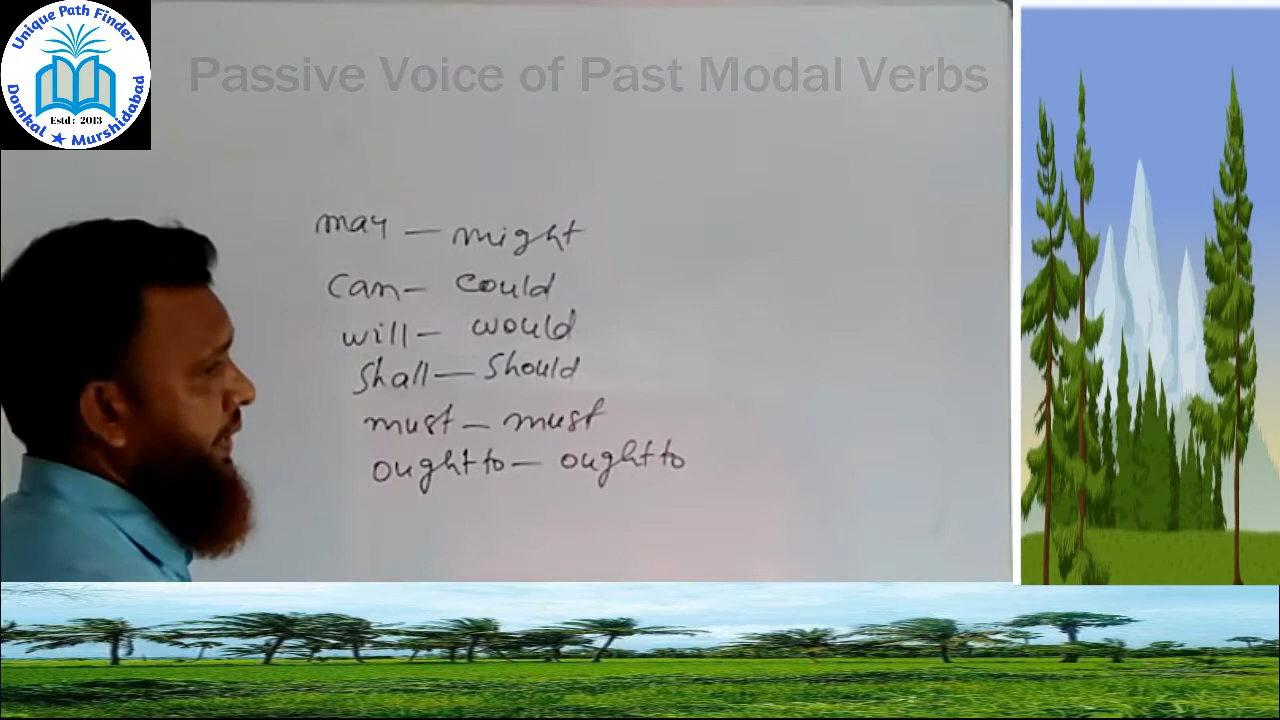 Unique Path Finder
Estd : 2013
Domkal ★ Murshidabad
Passive Voice of Past Modal Verbs
may – might
can – could
will – would
shall – should
must – must
ought to – ought to